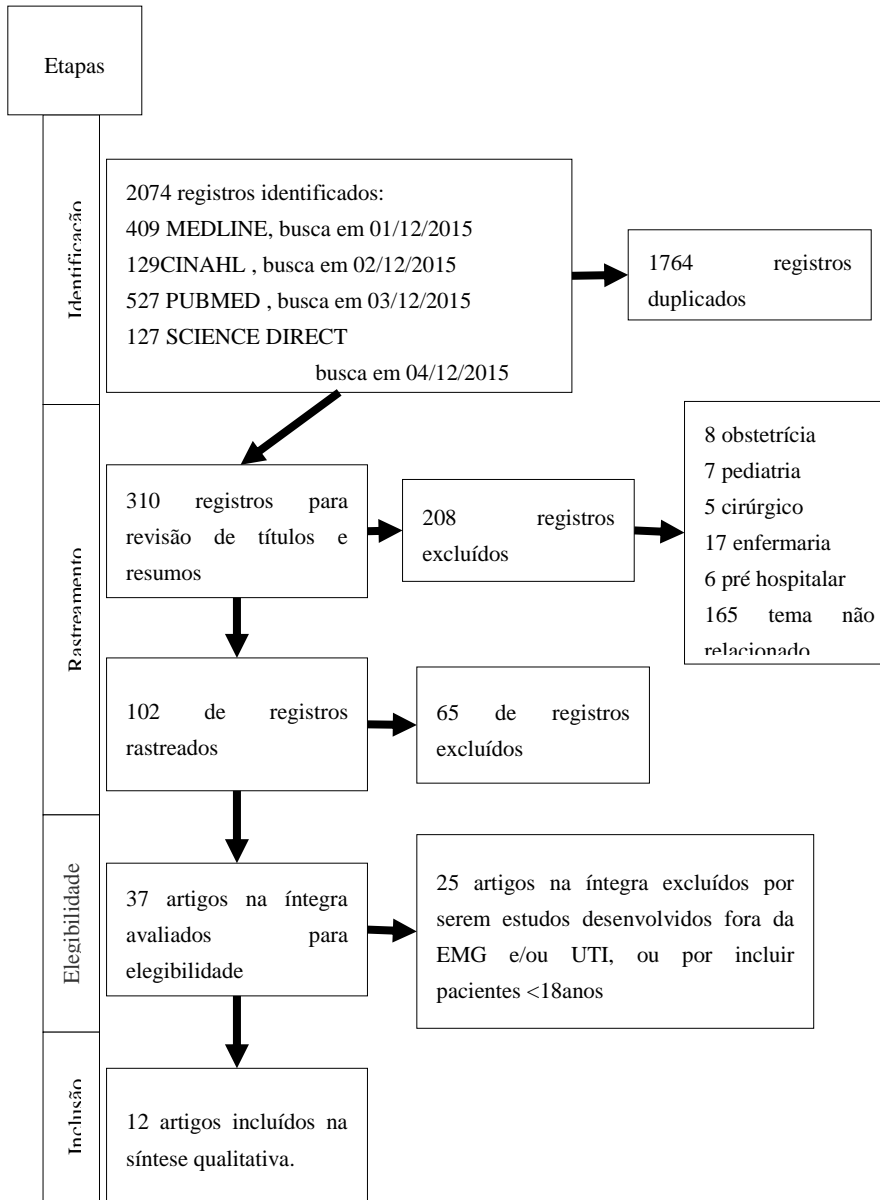 Etapas
Identificação
2074 registros identificados:
409 MEDLINE, busca em 01/12/2015
129CINAHL , busca em 02/12/2015
527 PUBMED , busca em 03/12/2015
127 SCIENCE DIRECT
busca em 04/12/2015
1764 registros
duplicados
Rastreamento
310 registros para
revisão de títulos e
resumos
208 registros
excluídos
8 obstetrícia
7 pediatria
5 cirúrgico
17 enfermaria
6 pré hospitalar
165 tema não
relacionado
102 de registros
rastreados
65 de registros
excluídos
Elegibilidade
37 artigos na íntegra
avaliados para
elegibilidade
25 artigos na íntegra excluídos por
serem estudos desenvolvidos fora da
EMG e/ou UTI, ou por incluir
pacientes <18anos
Inclusão
12 artigos incluídos na
síntese qualitativa.